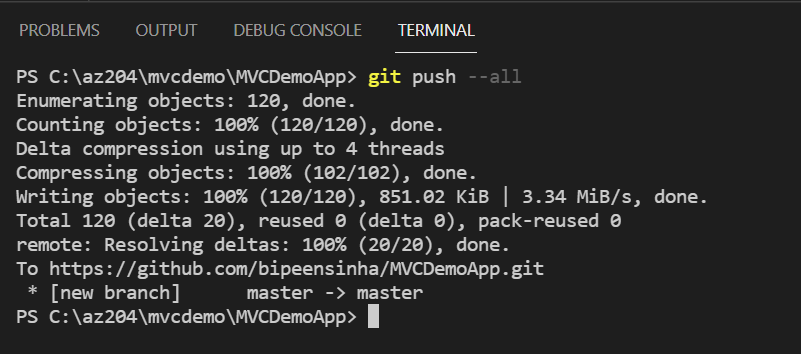 PROBLEMS OUTPUT DEBUG CONSOLE TERMINAL
PS C:\az204\mvcdemo\MVCDemoApp> git push --all
Enumerating objects: 120, done.
Counting objects: 100% (120/120), done.
Delta compression using up to 4 threads
Compressing objects: 100% (102/102), done.
Writing objects: 100% (120/120), 851.02 KiB | 3.34 MiB/s, done.
Total 120 (delta 20), reused 0 (delta 0), pack-reused 0
remote: Resolving deltas: 100% (20/20), done.
To https://github.com/bipeensinha/MVCDemoApp.git
 * [new branch]      master -> master
PS C:\az204\mvcdemo\MVCDemoApp>